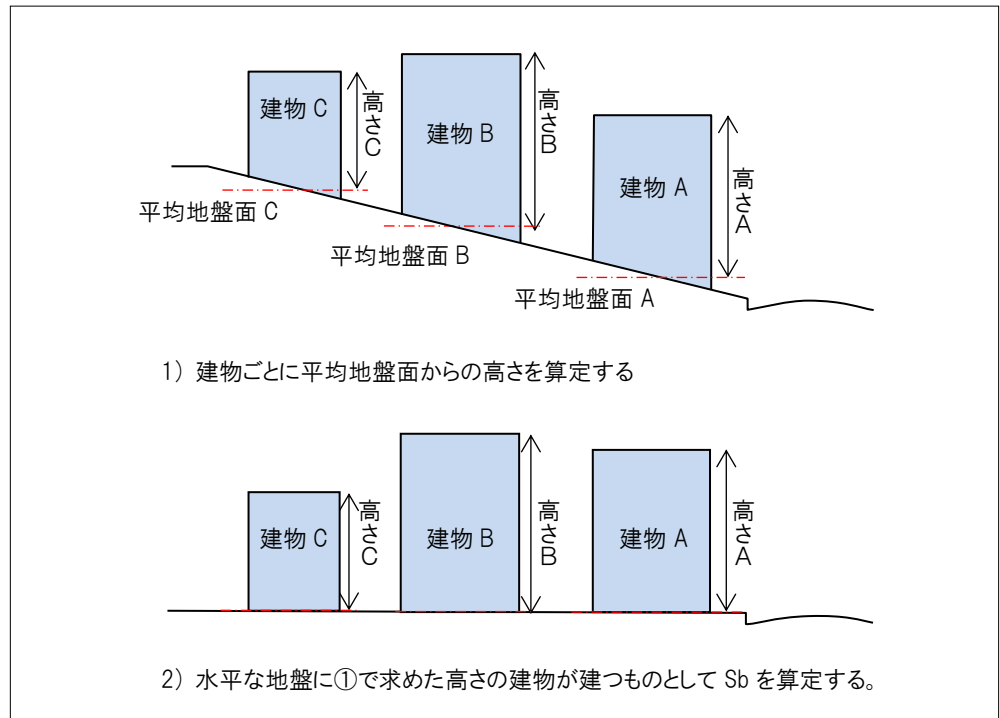 建物 C
高さC
建物 B
高さB
建物 A
高さA
平均地盤面 C
平均地盤面 B
平均地盤面 A
1） 建物ごとに平均地盤面からの高さを算定する
建物 C
高さC
建物 B
高さB
建物 A
高さA
2） 水平な地盤に①で求めた高さの建物が建つものとして Sb を算定する。